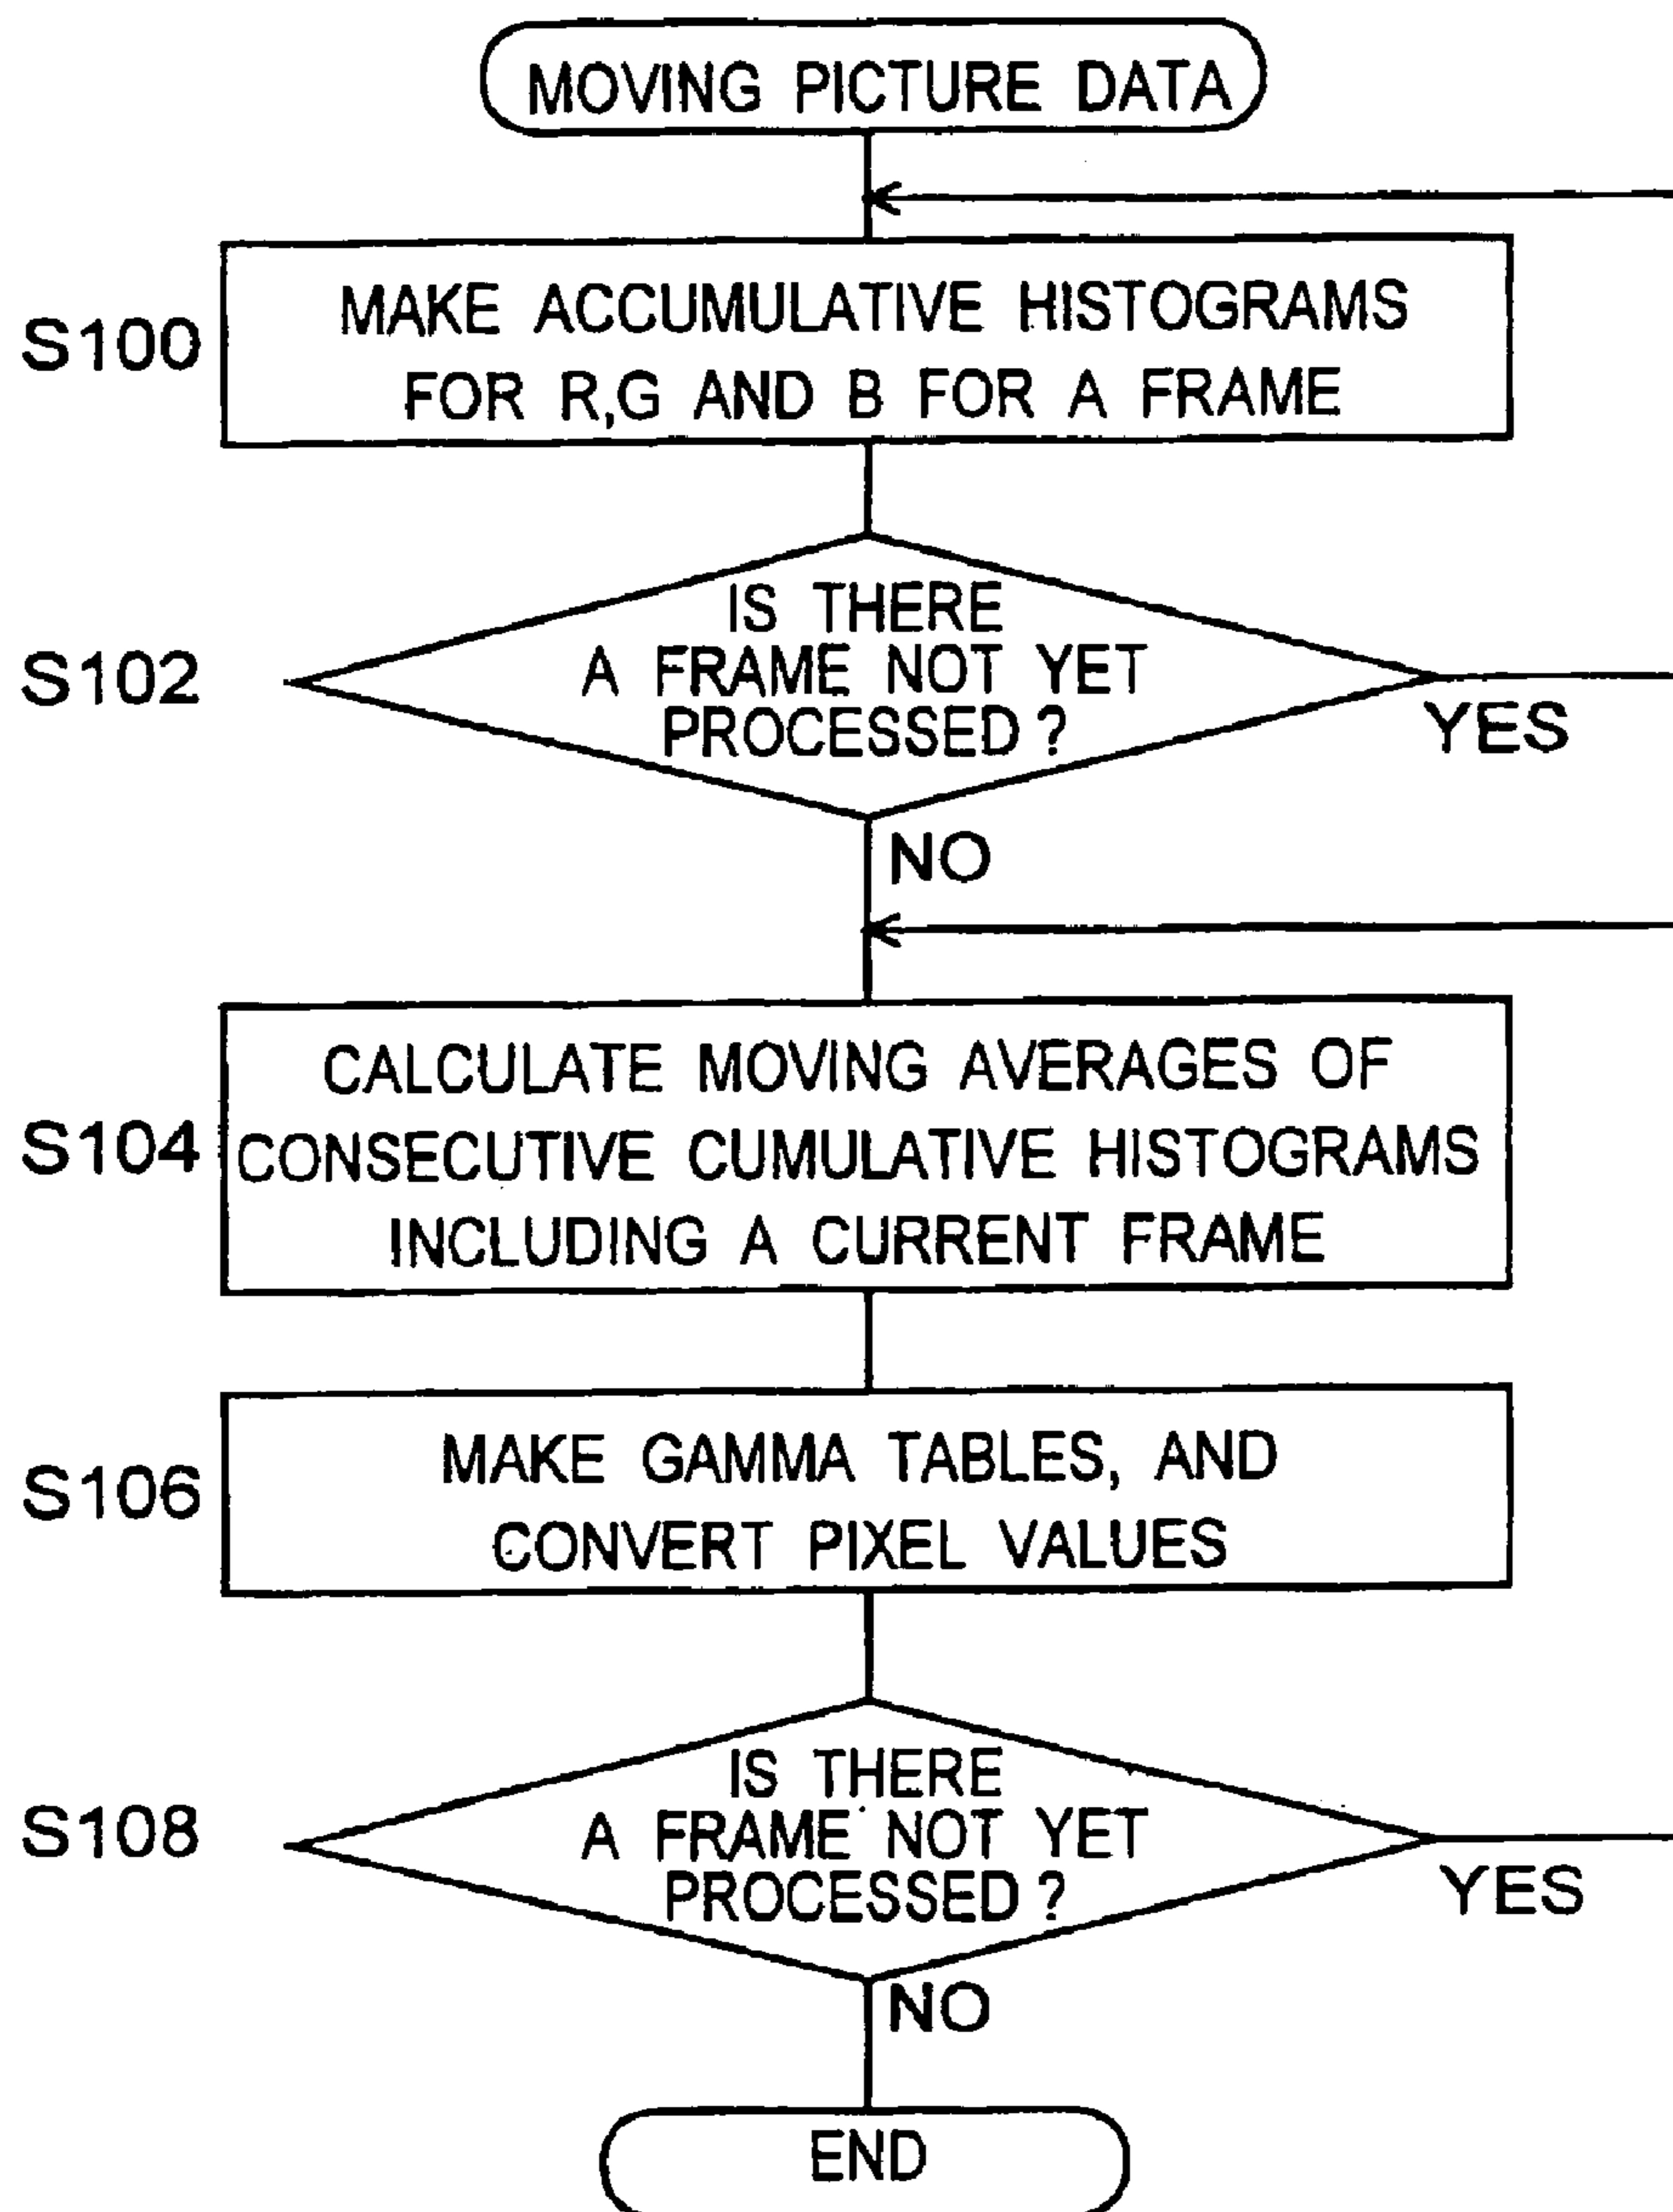 MOVING PICTURE DATA
S100
MAKE ACCUMULATIVE HISTOGRAMS
FOR R,G AND B FOR A FRAME
S102
IS THERE
A FRAME NOT YET
PROCESSED?
YES
NO
S104
CALCULATE MOVING AVERAGES OF
CONSECUTIVE CUMULATIVE HISTOGRAMS
INCLUDING A CURRENT FRAME
S106
MAKE GAMMA TABLES, AND
CONVERT PIXEL VALUES
S108
IS THERE
A FRAME NOT YET
PROCESSED?
YES
NO
END